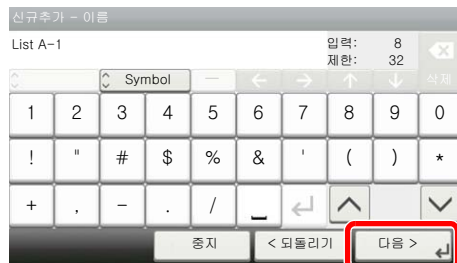 신규추가 - 이름
List A-1
입력: 8
제한: 32
Symbol
삭제
1 2 3 4 5 6 7 8 9 0
! " # $ % & ' ( ) *
+ , - . / _
중지 < 되돌리기 다음 >